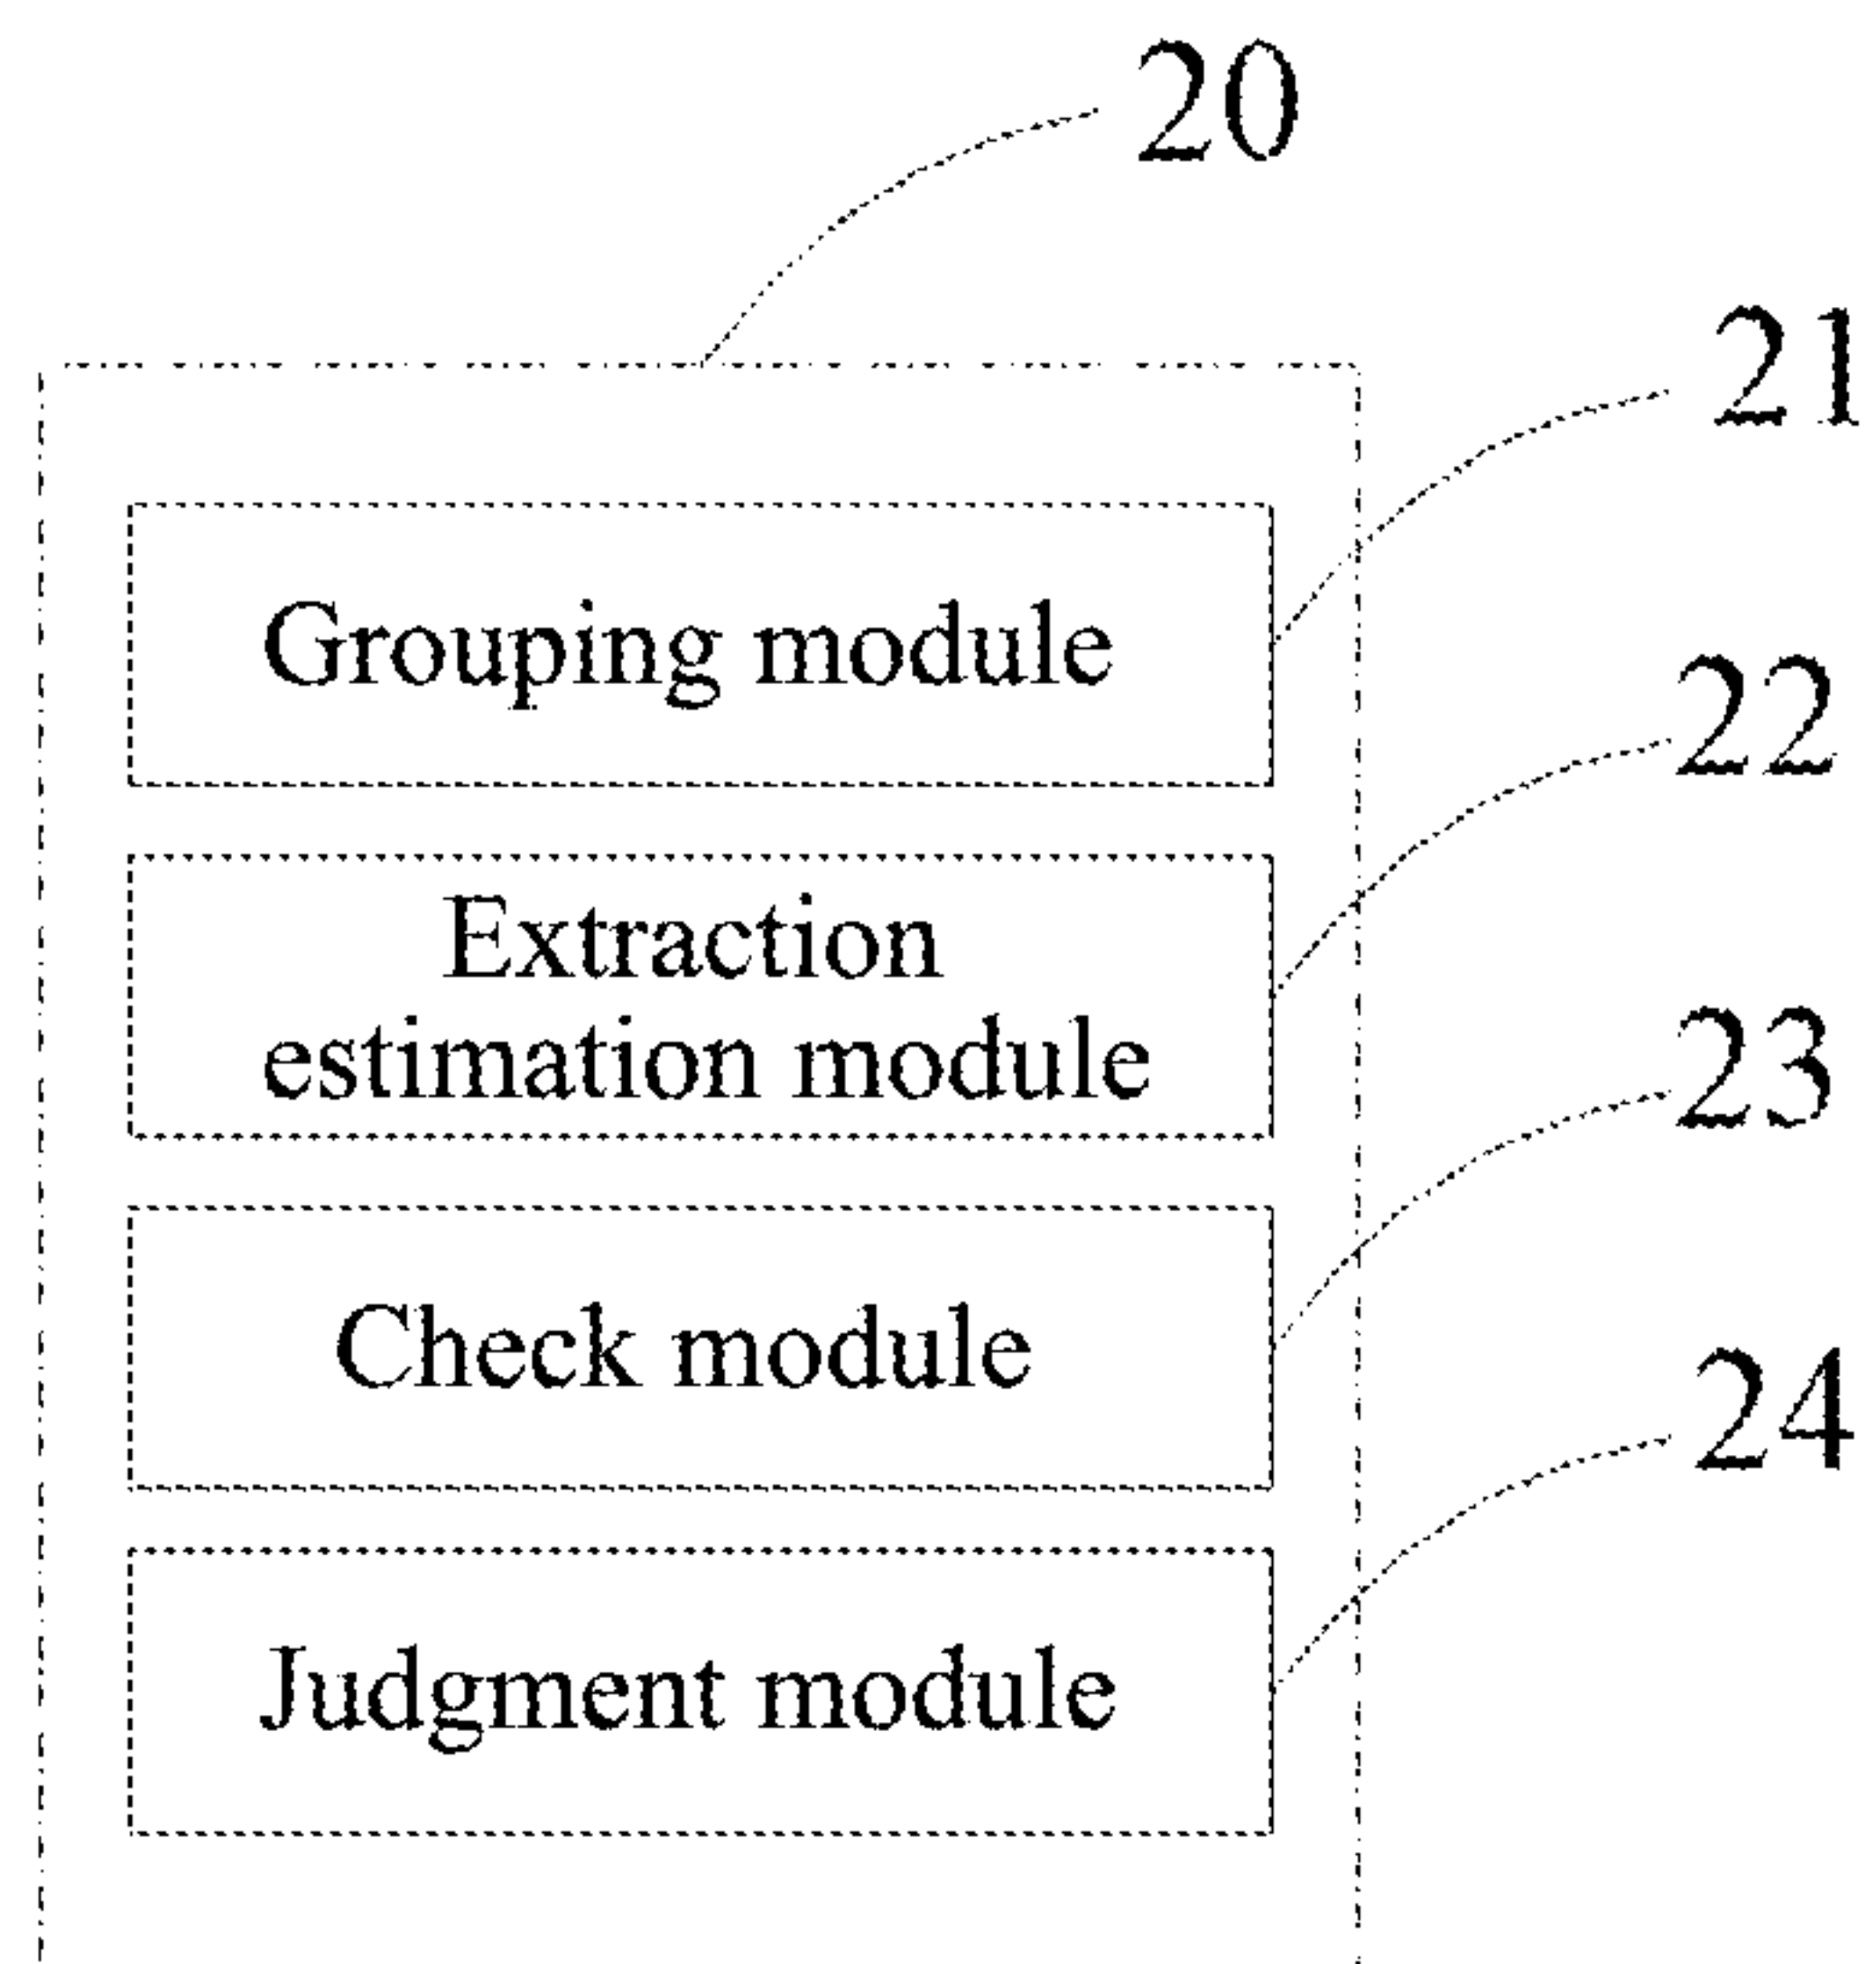 20
21
Grouping module
22
Extraction
estimation module
23
Check module
24
Judgment module